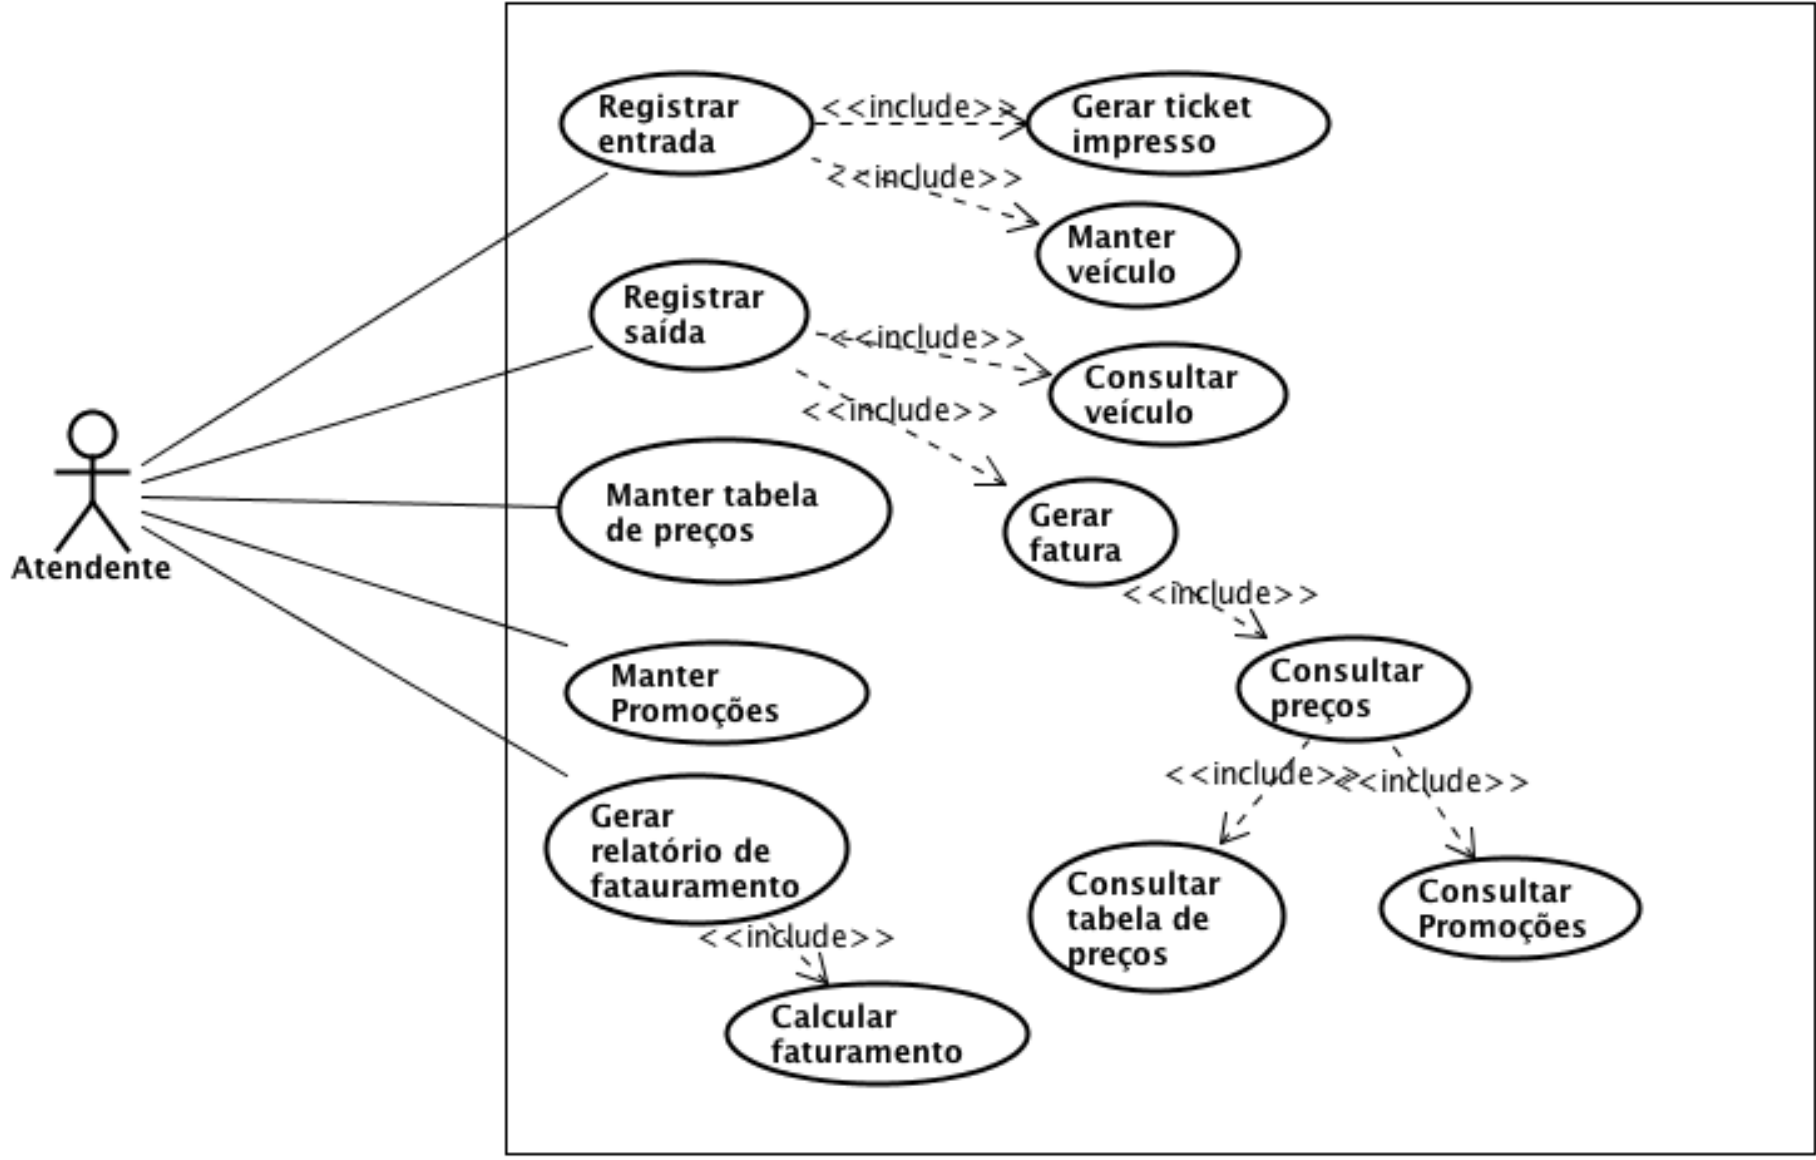 Registrar
entrada
<<include>>
Gerar ticket
impresso
<<include>>
Manter
veículo
Registrar
saída
<<include>>
Consultar
veículo
<<include>>
Atendente
Manter tabela
de preços
Gerar
fatura
<<include>>
Manter
Promoções
Consultar
preços
<<include>>
<<include>>
Gerar
relatório de
fatauramento
<<include>>
Consultar
tabela de
preços
Consultar
Promoções
Calcular
faturamento